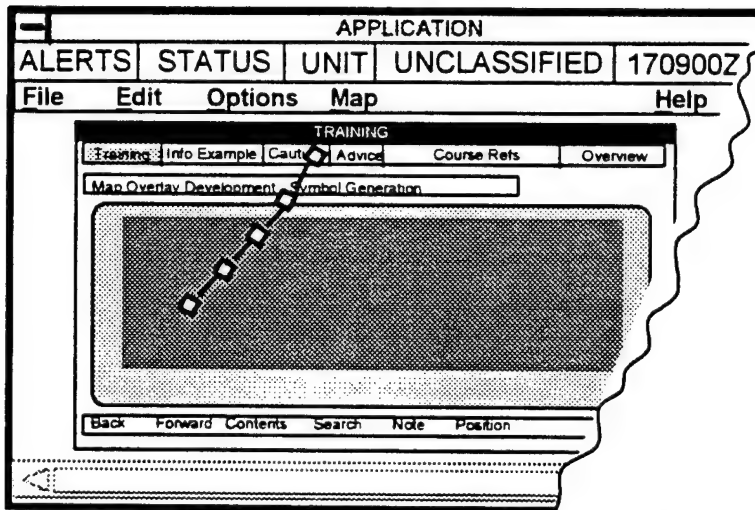 APPLICATION
ALERTS STATUS UNIT UNCLASSIFIED 170900Z
File Edit Options Map Help
TRAINING
Training Info Example Advice Course Refs Overview
Map Overlay Development Symbol Generation
Back Forward Contents Search Note Position